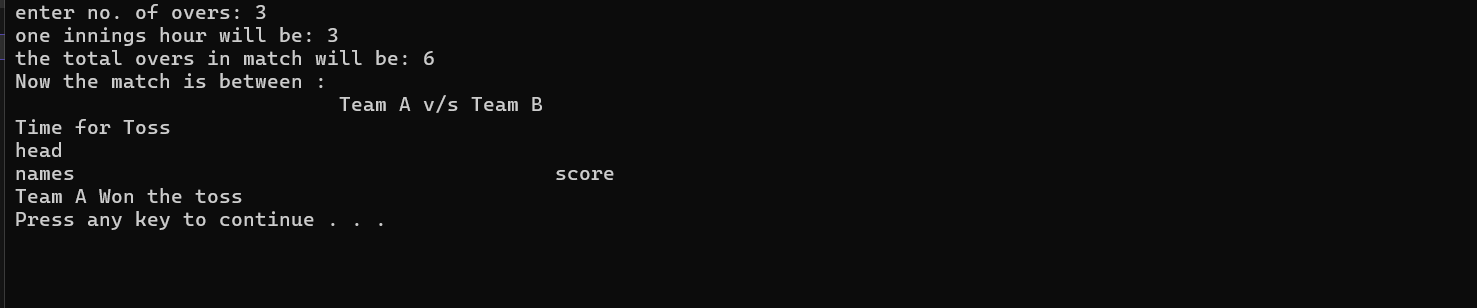 enter no. of overs: 3
one innings hour will be: 3
the total overs in match will be: 6
Now the match is between :
Team A v/s Team B
Time for Toss
head
names score
Team A Won the toss
Press any key to continue . . .